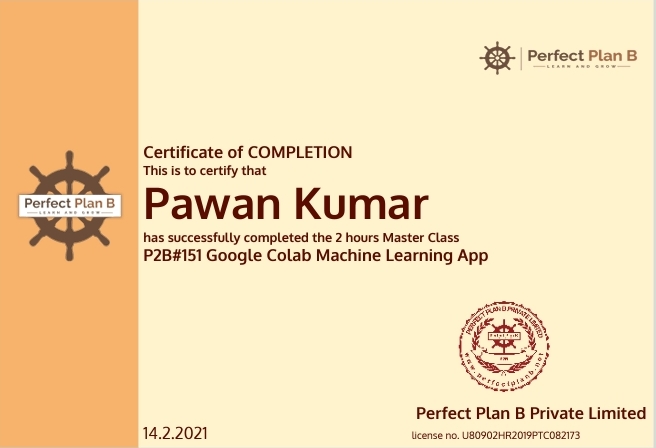 Perfect Plan B
LEARN AND GROW
Certificate of COMPLETION
This is to certify that
Pawan Kumar
Perfect Plan B
LEARN AND GROW
has successfully completed the 2 hours Master Class
P2B#151 Google Colab Machine Learning App
PERFECT PLAN B PRIVATE LIMITED
www.perfectplanb.net
Perfect Plan B Private Limited
14.2.2021
license no. U80902HR2019PTC082173